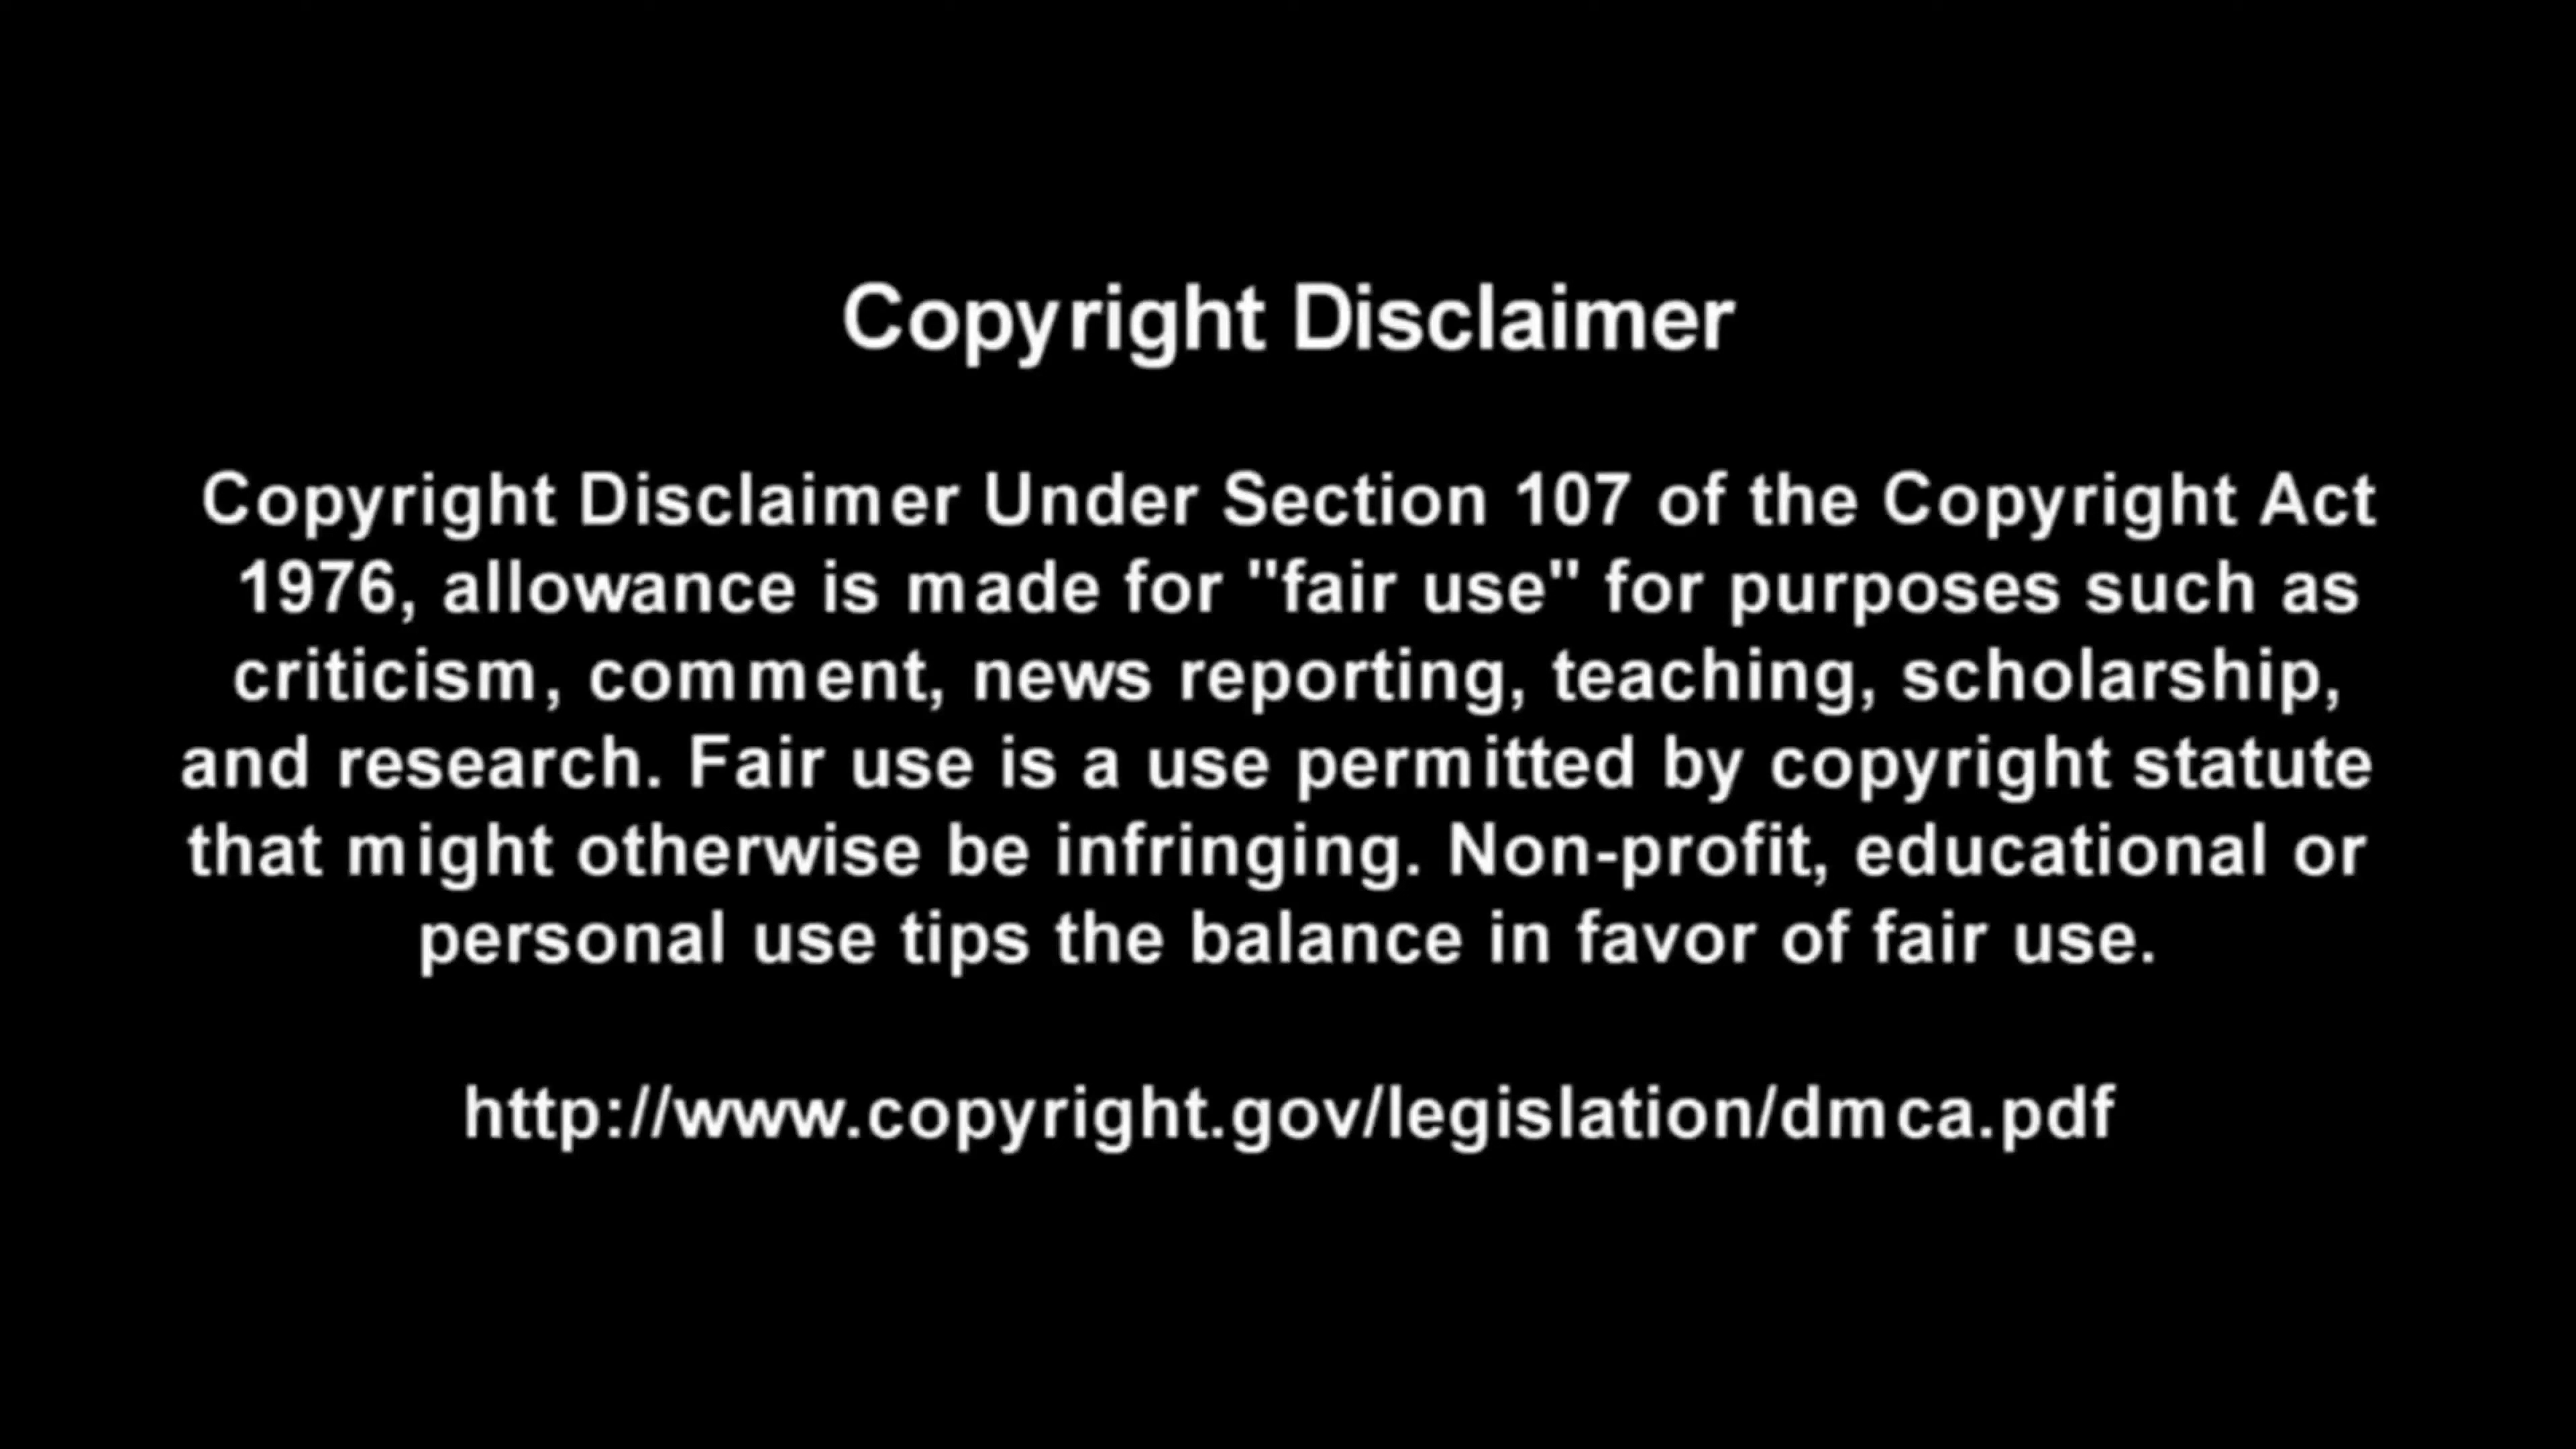 Copyright Disclaimer
Copyright Disclaimer Under Section 107 of the Copyright Act
1976, allowance is made for "fair use" for purposes such as
criticism, comment, news reporting, teaching, scholarship,
and research. Fair use is a use permitted by copyright statute
that might otherwise be infringing. Non-profit, educational or
personal use tips the balance in favor of fair use.
http://www.copyright.gov/legislation/dmca.pdf